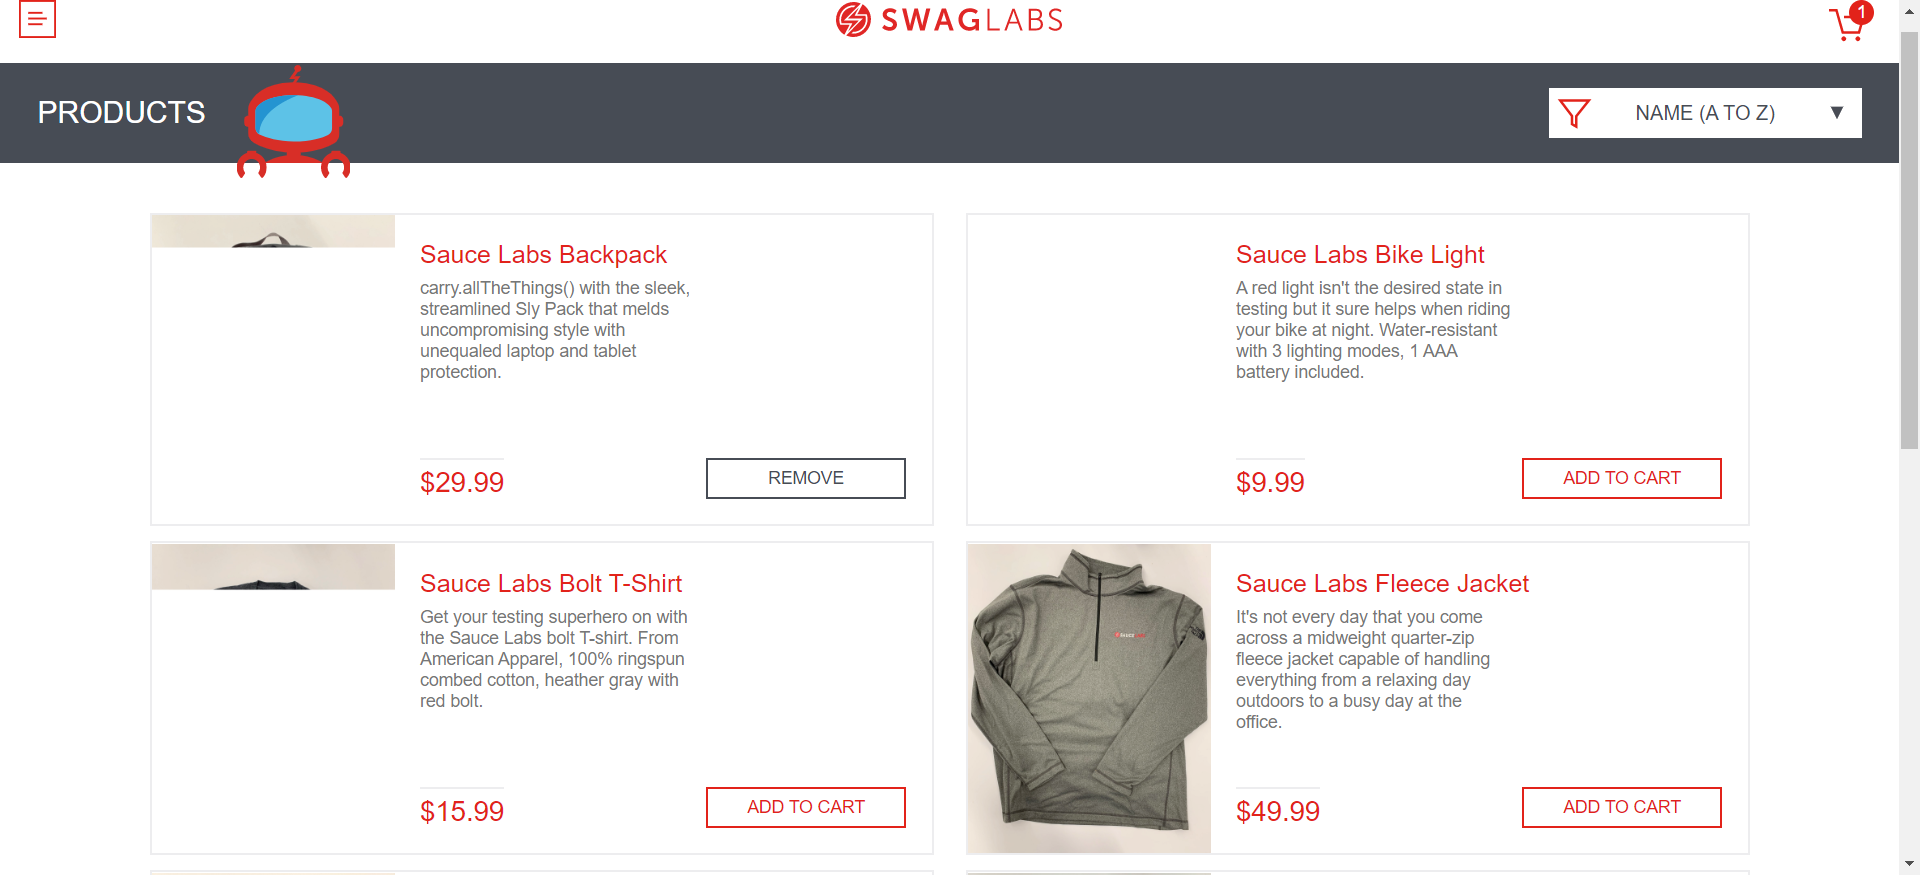 SWAGLABS
1
PRODUCTS
NAME (A TO Z)
Sauce Labs Backpack
carry.allTheThings() with the sleek,
streamlined Sly Pack that melds
uncompromising style with
unequaled laptop and tablet
protection.
$29.99
REMOVE
Sauce Labs Bike Light
A red light isn't the desired state in
testing but it sure helps when riding
your bike at night. Water-resistant
with 3 lighting modes, 1 AAA
battery included.
$9.99
ADD TO CART
Sauce Labs Bolt T-Shirt
Get your testing superhero on with
the Sauce Labs bolt T-shirt. From
American Apparel, 100% ringspun
combed cotton, heather gray with
red bolt.
$15.99
ADD TO CART
SAUCE LABS
Sauce Labs Fleece Jacket
It's not every day that you come
across a midweight quarter-zip
fleece jacket capable of handling
everything from a relaxing day
outdoors to a busy day at the
office.
$49.99
ADD TO CART